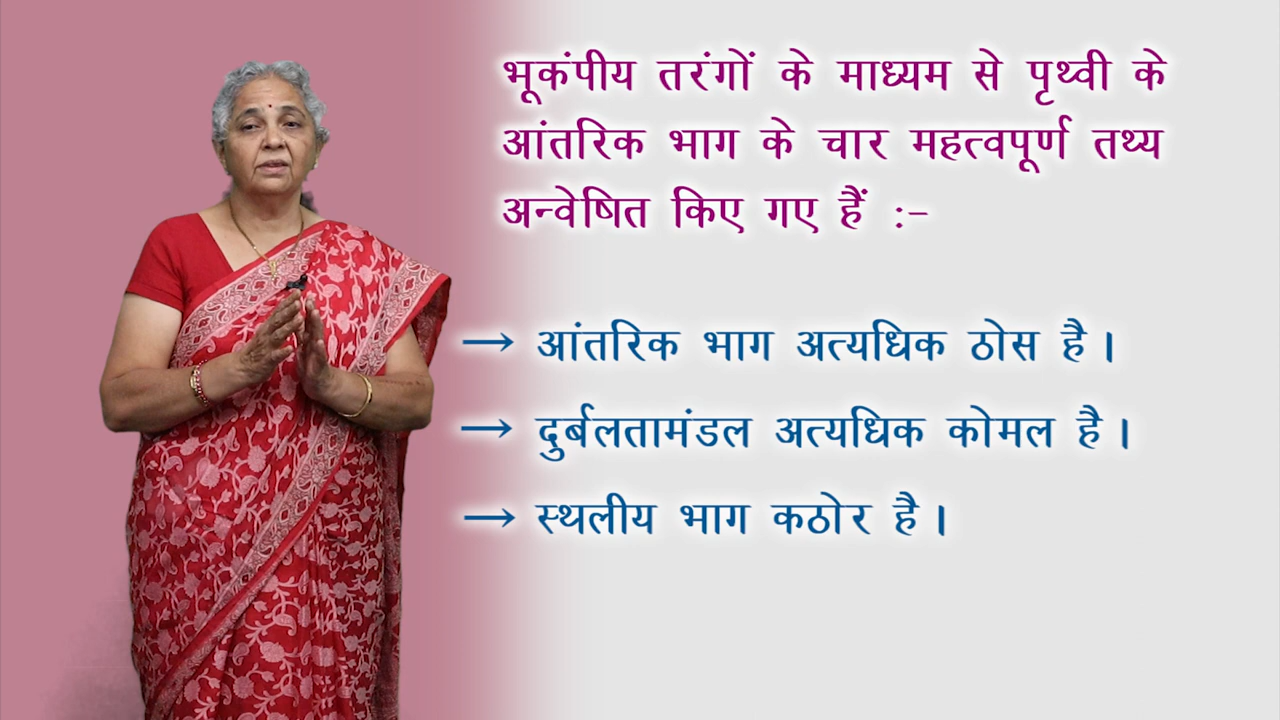 भूकंपीय तरंगों के माध्यम से पृथ्वी के
आंतरिक भाग के चार महत्वपूर्ण तथ्य
अन्वेषित किए गए हैं :-
→ आंतरिक भाग अत्यधिक ठोस है।
→ दुर्बलतामंडल अत्यधिक कोमल है।
→ स्थलीय भाग कठोर है।